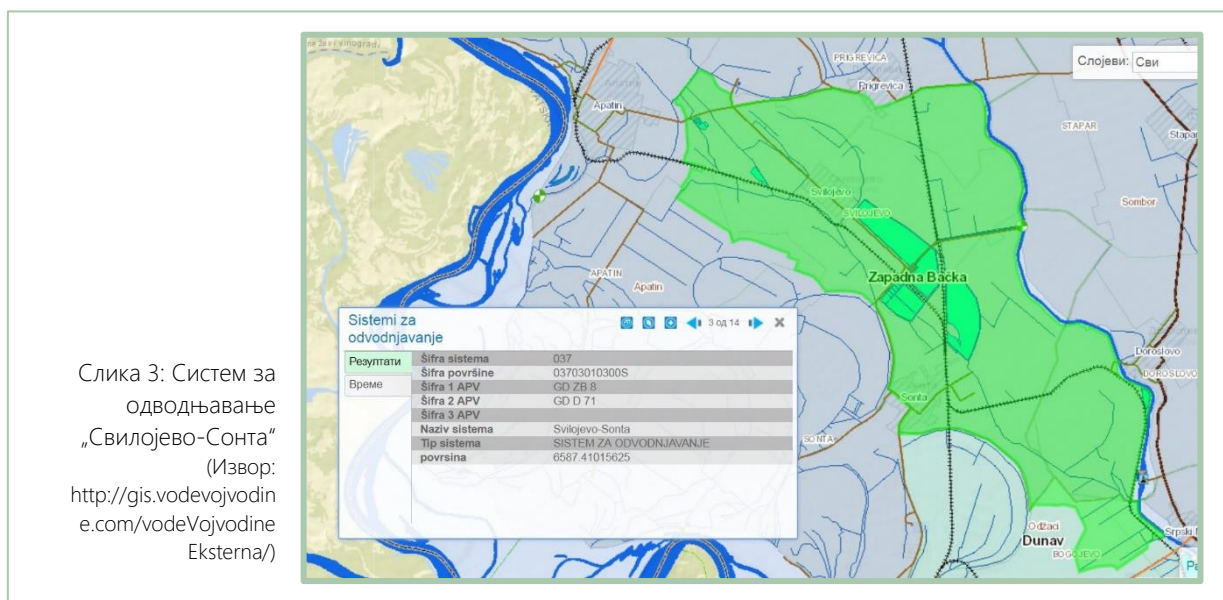 Слика 3: Систем за
одводњавање
„Свилојево-Сонта“
(Извор:
http://gis.vodevojvodin
e.com/vodeVojvodine
Eksterna/)
PRIGREVICA
Prigrevica
Слојеви: Сви
Apatin
STAPAR
Stapar
Svilojevo
SVILOJEVO
Sombor
Zapadna Bačka
APATIN
Apatin
Sistemi za
odvodnjavanje
3 од 14
Резултати
Време
Šifra sistema 037
Šifra površine 03703010300S
Šifra 1 APV GD ZB 8
Šifra 2 APV GD D 71
Šifra 3 APV
Naziv sistema Svilojevo-Sonta
Tip sistema SISTEM ZA ODVODNJAVANJE
povrsina 6587.41015625
Doroslovo
DOROSLOVO
Sonta
SONTA
Odžaci
Dunav
BOGOJEVO
Srpski